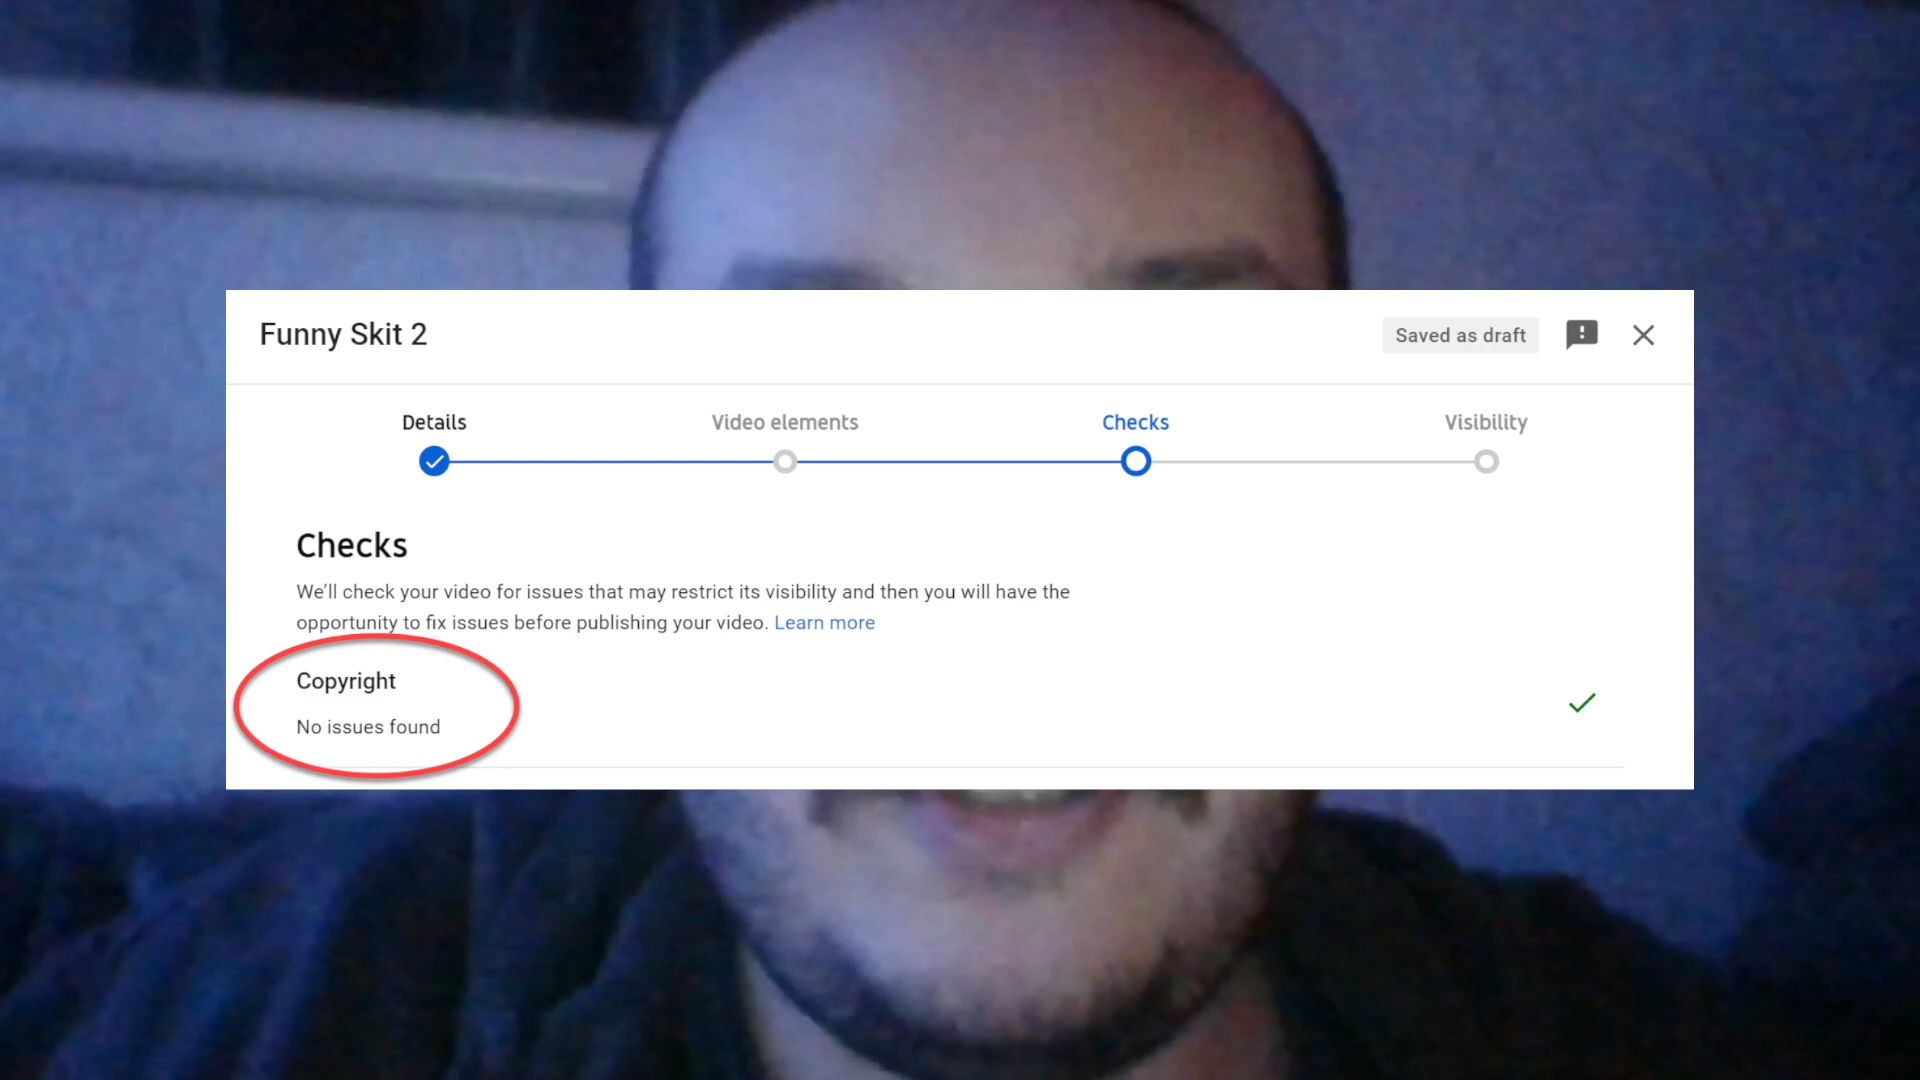 Funny Skit 2
Saved as draft
Details
Video elements
Checks
Visibility
Checks
We'll check your video for issues that may restrict its visibility and then you will have the
opportunity to fix issues before publishing your video. Learn more
Copyright
No issues found